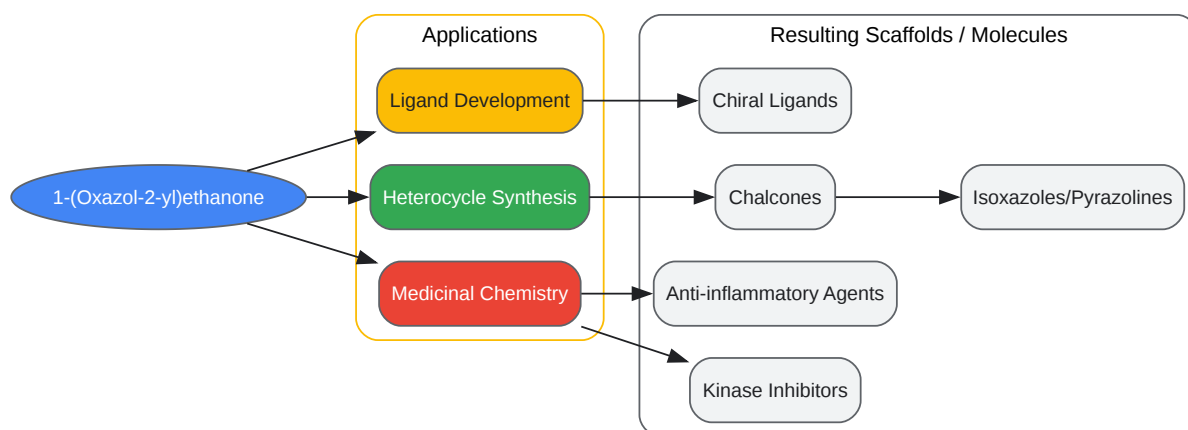 Applications
Resulting Scaffolds / Molecules
Ligand Development
Chiral Ligands
1-(Oxazol-2-yl)ethanone
Heterocycle Synthesis
Chalcones
Isoxazoles/Pyrazolines
Medicinal Chemistry
Anti-inflammatory Agents
Kinase Inhibitors